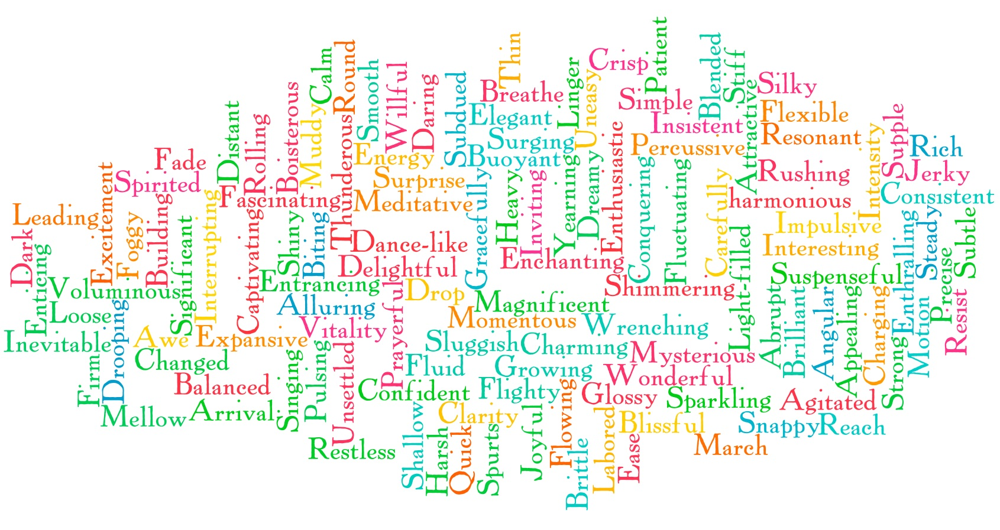 Patient
Thin
Calm
Round
Smooth
Willful
Daring
Subdued
Breathe
Linger
Uneasy
Crisp
Simple
Blended
Stiff
Silky
Elegant
Insistent
Attractive
Flexible
Distant
Rolling
Boisterous
Muddy
Thunderous
Energy
Surging
Buoyant
Percussive
Resonant
Intensity
Supple
Rich
Fade
Spirited
Surprise
Gracefully
Heavy
Inviting
Yearning
Dreamy
Enthusiastic
Conquering
Fluctuating
Carefully
Rushing
Jerky
Excitement
Fascinating
Meditative
harmonious
Consistent
Leading
Foggy
Building
Significant
Interrupting
Captivating
Shiny
Biting
Impulsive
Enthralling
Steady
Subtle
Dark
Enticing
Dance-like
Interesting
Precise
Delightful
Enchanting
Light-filled
Suspenseful
Voluminous
Entrancing
Prayerful
Drop
Shimmering
Loose
Drooping
Alluring
Magnificent
Abrupt
Brilliant
Angular
Appealing
Charging
Motion
Resist
Vitality
Momentous
Wrenching
Inevitable
Awe
Expansive
Sluggish
Charming
Mysterious
Firm
Changed
Singing
Pulsing
Unsettled
Fluid
Growing
Wonderful
Strong
Balanced
Confident
Flighty
Flowing
Glossy
Sparkling
Agitated
Mellow
Arrival
Shallow
Clarity
Joyful
Labored
Blissful
Snappy
Reach
Restless
Harsh
Quick
Spurts
Brittle
Ease
March